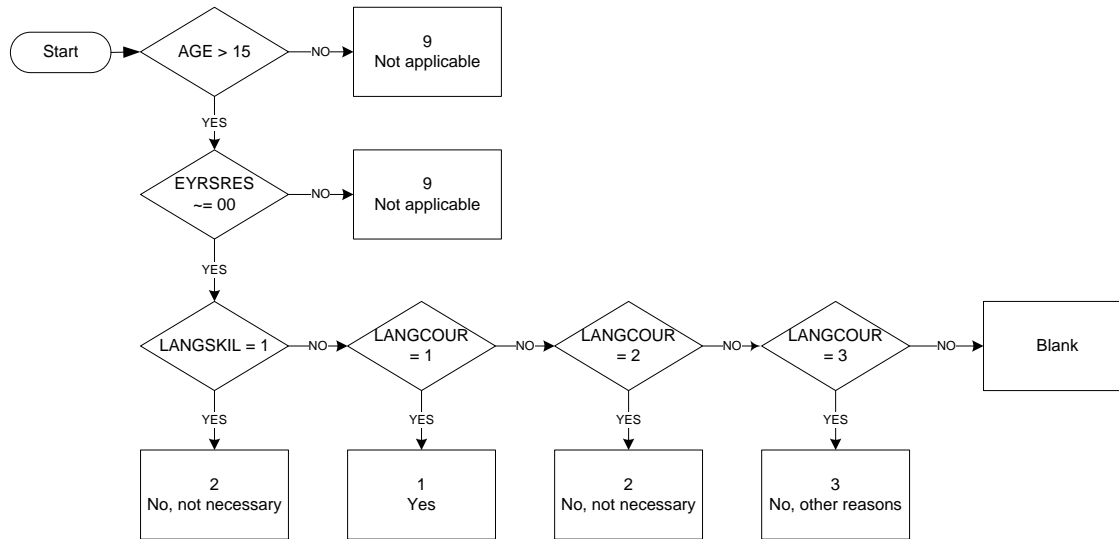 Start
AGE > 15
NO
9
Not applicable
YES
EYRSRES
~= 00
NO
9
Not applicable
YES
LANGSKIL = 1
NO
LANGCOUR
= 1
NO
LANGCOUR
= 2
NO
LANGCOUR
= 3
NO
Blank
YES
YES
YES
YES
2
No, not necessary
1
Yes
2
No, not necessary
3
No, other reasons